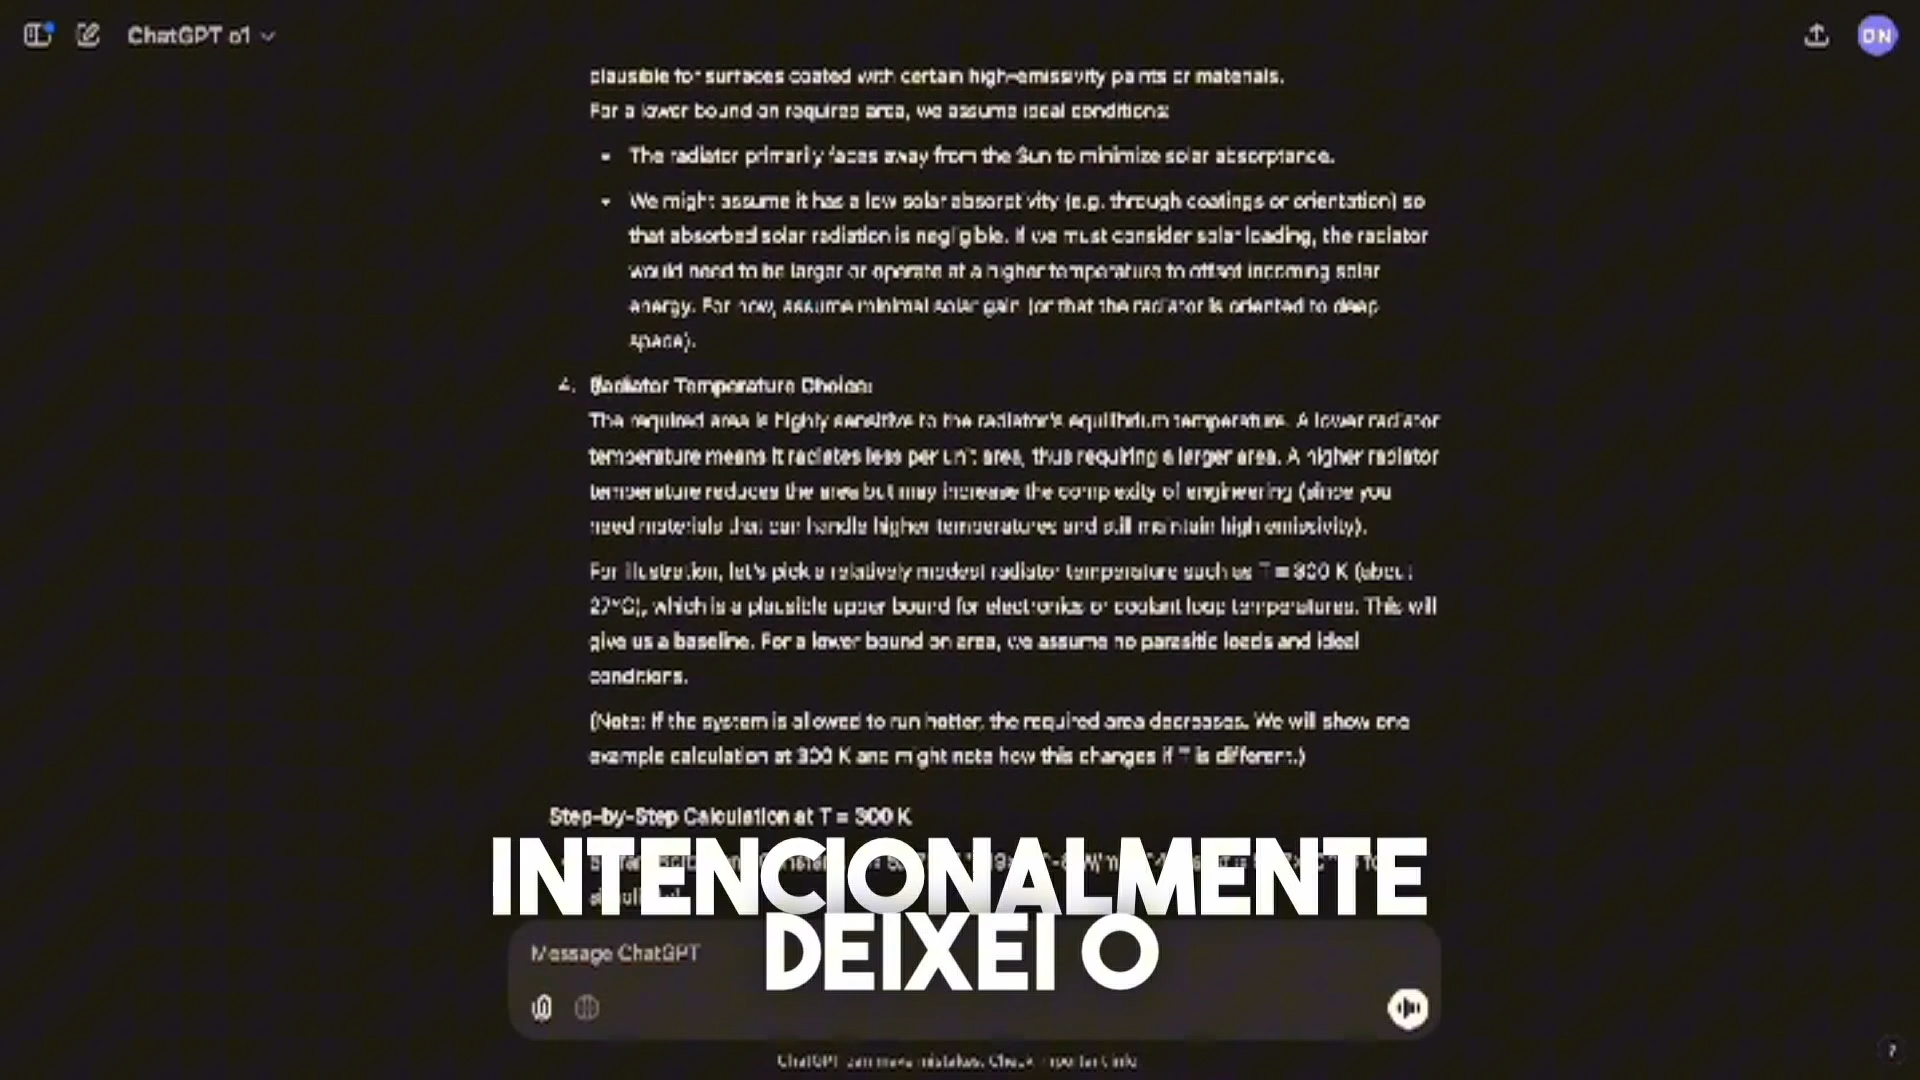 ChatGPT o1
DN
plausible for surfaces coated with certain high-emissivity paints or materials.
For a lower bound on required area, we assume ideal conditions:
• The radiator primarily faces away from the Sun to minimize solar absorptance.
• We might assume it has a low solar absorptivity (e.g. through coatings or orientation) so
that absorbed solar radiation is negligible. If we must consider solar loading, the radiator
would need to be larger or operate at a higher temperature to offset incoming solar
energy. For now, assume minimal solar gain (or that the radiator is oriented to deep
space).
4. Radiator Temperature Choice:
The required area is highly sensitive to the radiator's equilibrium temperature. A lower radiator
temperature means it radiates less per unit area, thus requiring a larger area. A higher radiator
temperature reduces the area but may increase the complexity of engineering (since you
need materials that can handle higher temperatures and still maintain high emissivity).
For illustration, let's pick a relatively modest radiator temperature such as T = 300 K (about
27°C), which is a plausible upper bound for electronics or coolant loop temperatures. This will
give us a baseline. For a lower bound on area, we assume no parasitic loads and ideal
conditions.
(Note: If the system is allowed to run hotter, the required area decreases. We will show one
example calculation at 300 K and might note how this changes if T is different.)
Step-by-Step Calculation at T = 300 K
INTENCIONALMENTE
DEIXEI O
Message ChatGPT
ChatGPT can make mistakes. Check important info.
?